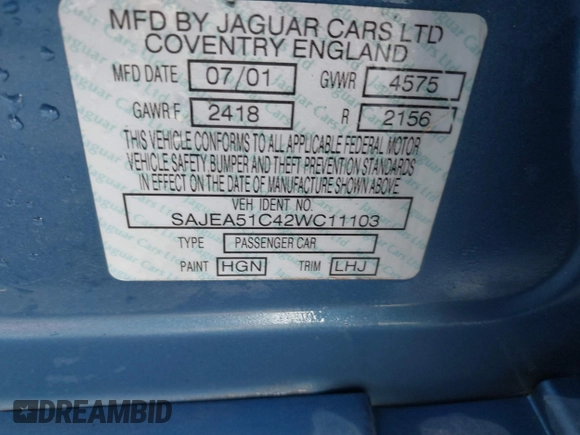 MFD BY JAGUAR CARS LTD
COVENTRY ENGLAND
MFD DATE 07/01 GVWR 4575
GAWR F 2418 R 2156
THIS VEHICLE CONFORMS TO ALL APPLICABLE FEDERAL MOTOR
VEHICLE SAFETY BUMPER AND THEFT PREVENTION STANDARDS
IN EFFECT ON THE DATE OF MANUFACTURE SHOWN ABOVE.
VEH IDENT NO.
SAJEA51C42WC11103
TYPE PASSENGER CAR
PAINT HGN TRIM LHJ
DREAMBID